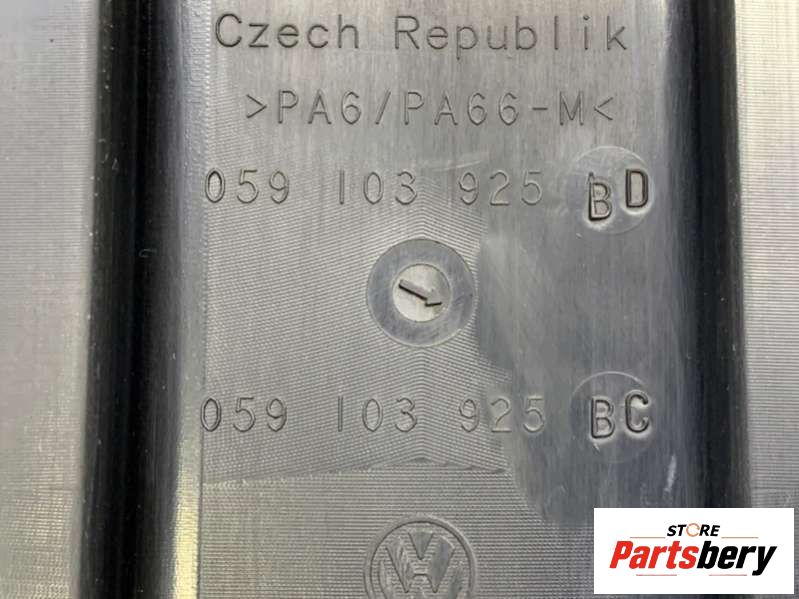 Czech Republik
>PA6/PA66-M<
059 103 925 BD
059 103 925 BC
STORE
Partsbery